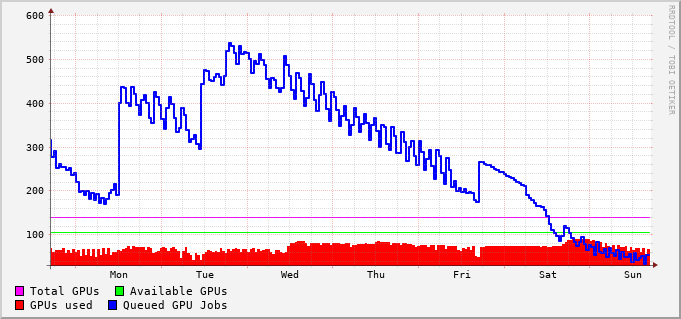 600
500
400
300
200
100
Mon Tue Wed Thu Fri Sat Sun
Total GPUs Available GPUs
GPUs used Queued GPU Jobs
RRDTOOL / TOBI OETIKER